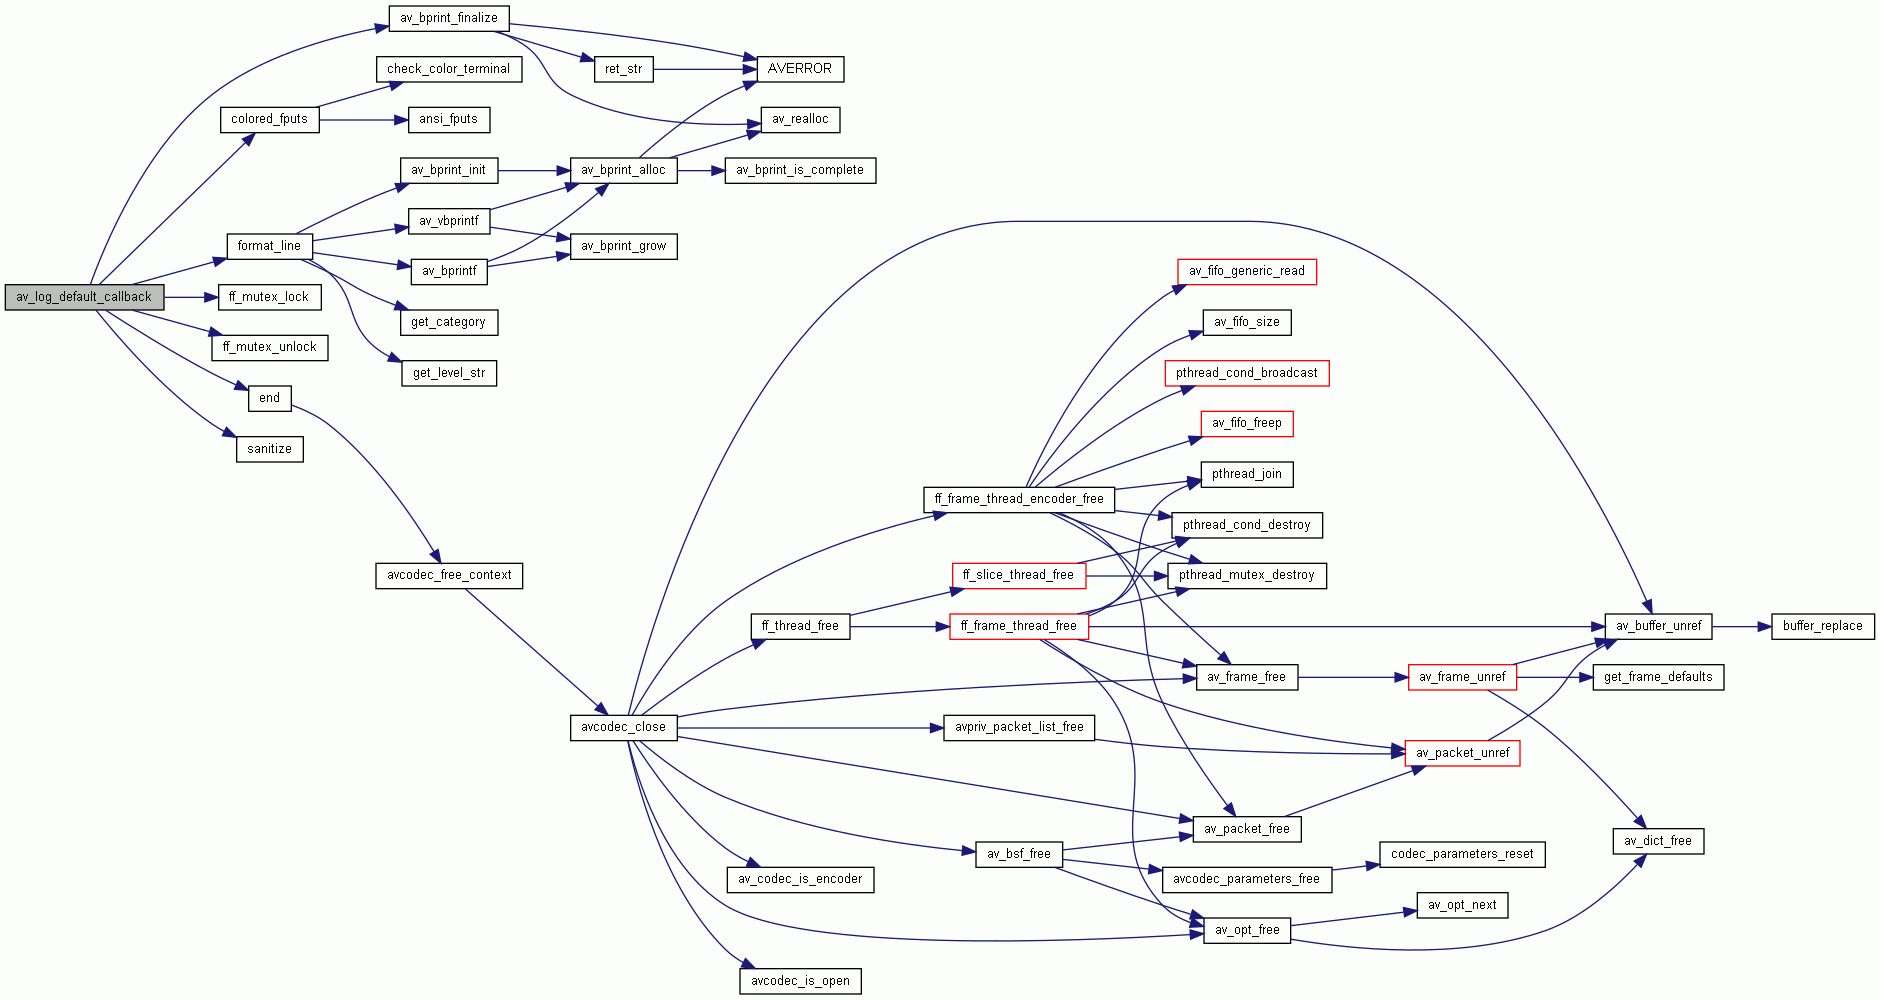 av_bprint_finalize
check_color_terminal
ret_str
AVERROR
colored_fputs
ansi_fputs
av_realloc
av_bprint_init
av_bprint_alloc
av_bprint_is_complete
av_vbprintf
format_line
av_bprint_grow
av_bprintf
av_fifo_generic_read
av_log_default_callback
ff_mutex_lock
get_category
av_fifo_size
ff_mutex_unlock
get_level_str
pthread_cond_broadcast
end
av_fifo_freep
sanitize
pthread_join
ff_frame_thread_encoder_free
pthread_cond_destroy
avcodec_free_context
ff_slice_thread_free
pthread_mutex_destroy
ff_thread_free
ff_frame_thread_free
av_buffer_unref
buffer_replace
av_frame_free
av_frame_unref
get_frame_defaults
avcodec_close
avpriv_packet_list_free
av_packet_unref
av_packet_free
av_dict_free
av_bsf_free
codec_parameters_reset
av_codec_is_encoder
avcodec_parameters_free
av_opt_next
av_opt_free
avcodec_is_open